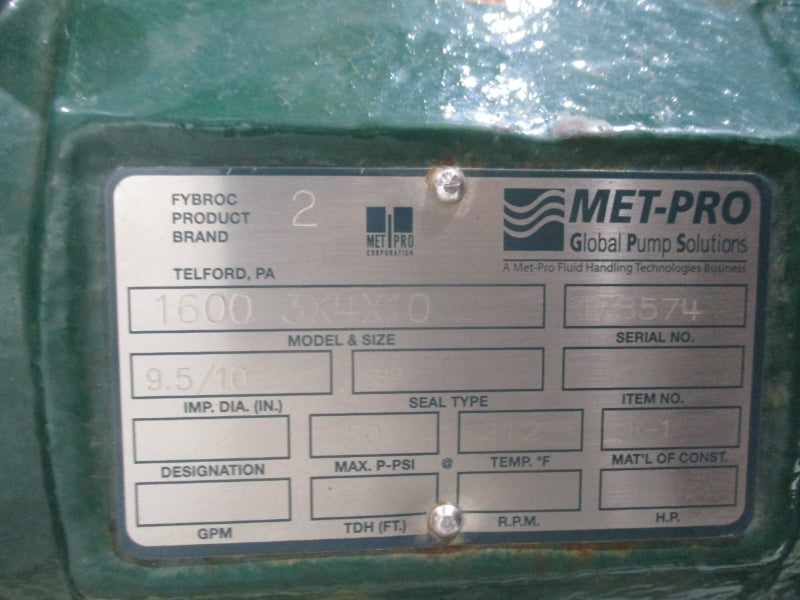 FYBROC
PRODUCT 2
BRAND
MET PRO
CORPORATION
MET-PRO
Global Pump Solutions
A Met-Pro Fluid Handling Technologies Business
TELFORD, PA
1600 3X4X10
MODEL & SIZE
SERIAL NO.
9.5/10
IMP. DIA. (IN.)
SEAL TYPE
ITEM NO.
DESIGNATION
MAX. P-PSI @ TEMP. °F
MAT'L OF CONST.
GPM
TDH (FT.)
R.P.M.
H.P.